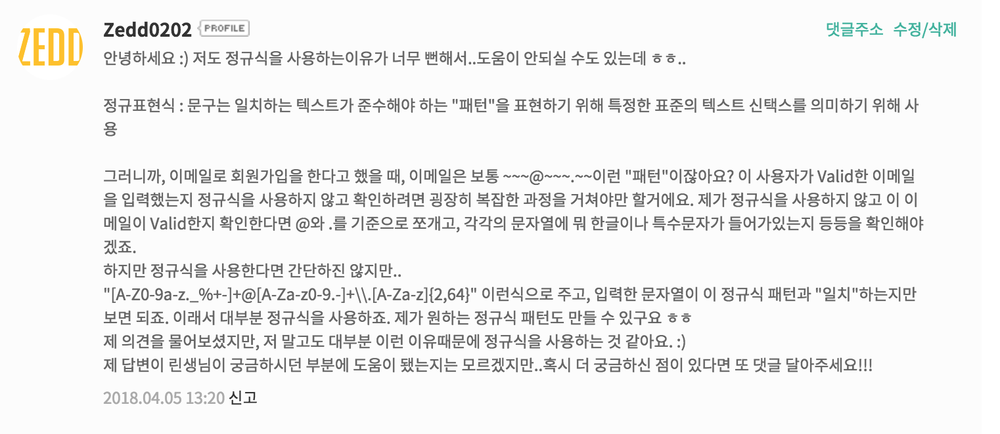 ZEDD
Zedd0202 PROFILE 댓글주소 수정/삭제
안녕하세요 :) 저도 정규식을 사용하는이유가 너무 뻔해서..도움이 안되실 수도 있는데 ㅎㅎ..
정규표현식 : 문구는 일치하는 텍스트가 준수해야 하는 "패턴"을 표현하기 위해 특정한 표준의 텍스트 신택스를 의미하기 위해 사
용
그러니까, 이메일로 회원가입을 한다고 했을 때, 이메일은 보통 ~~~@~~~.~~이런 "패턴"이잖아요? 이 사용자가 Valid한 이메일
을 입력했는지 정규식을 사용하지 않고 확인하려면 굉장히 복잡한 과정을 거쳐야만 할거에요. 제가 정규식을 사용하지 않고 이 이
메일이 Valid한지 확인한다면 @와 .를 기준으로 쪼개고, 각각의 문자열에 뭐 한글이나 특수문자가 들어가있는지 등등을 확인해야
겠죠.
하지만 정규식을 사용한다면 간단하진 않지만..
"[A-Z0-9a-z._%+-]+@[A-Za-z0-9.-]+\\.[A-Za-z]{2,64}" 이런식으로 주고, 입력한 문자열이 이 정규식 패턴과 "일치"하는지만
보면 되죠. 이래서 대부분 정규식을 사용하죠. 제가 원하는 정규식 패턴도 만들 수 있구요 ㅎㅎ
제 의견을 물어보셨지만, 저 말고도 대부분 이런 이유때문에 정규식을 사용하는 것 같아요. :)
제 답변이 린생님이 궁금하시던 부분에 도움이 됐는지는 모르겠지만..혹시 더 궁금하신 점이 있다면 또 댓글 달아주세요!!!
2018.04.05 13:20 신고